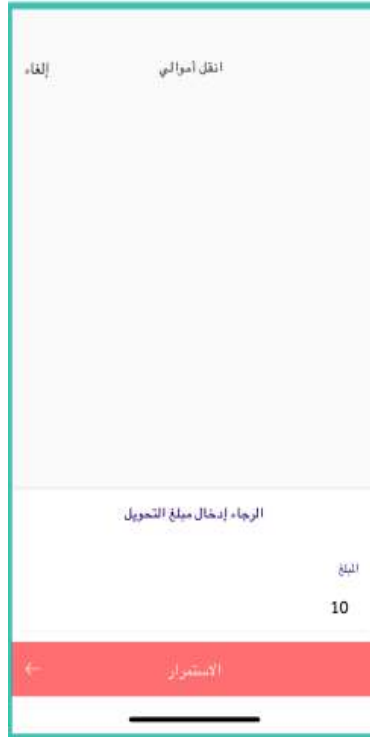 انقل أموالي
إلغاء
الرجاء إدخال مبلغ التحويل
المبلغ
10
الاستمرار